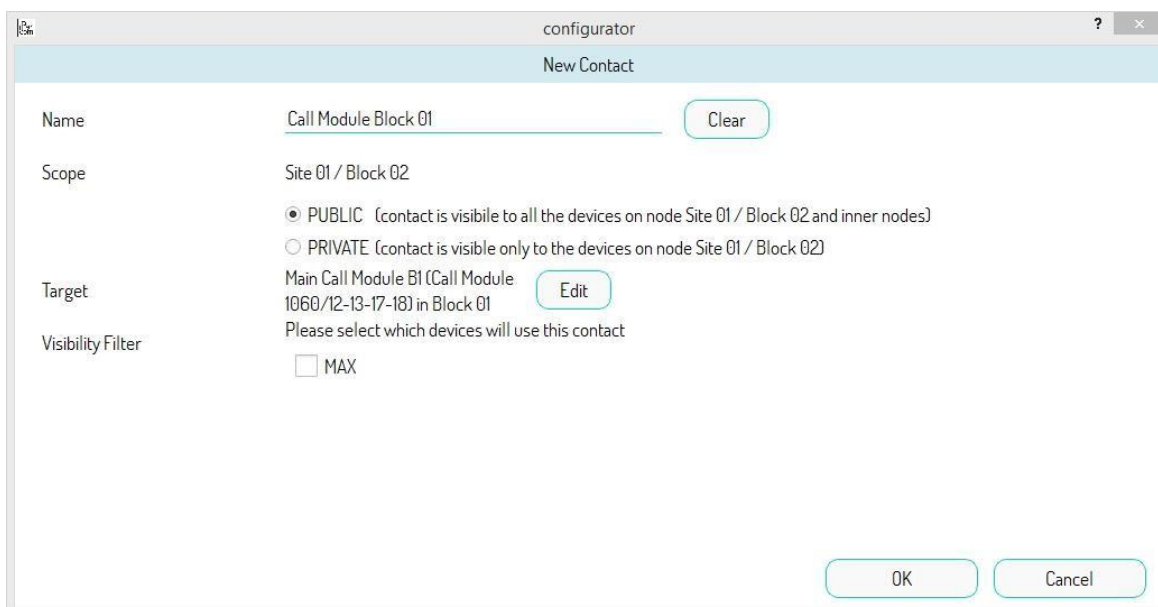 configurator
?
×
New Contact
Name
Call Module Block 01
Clear
Scope
Site 01 / Block 02
PUBLIC (contact is visibile to all the devices on node Site 01 / Block 02 and inner nodes)
PRIVATE (contact is visible only to the devices on node Site 01 / Block 02)
Target
Main Call Module B1 (Call Module
1060/12-13-17-18) in Block 01
Edit
Visibility Filter
Please select which devices will use this contact
MAX
OK
Cancel